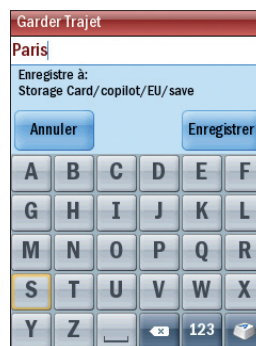 Garder Trajet
Paris
Enregistre à:
Storage Card/copilot/EU/save
Annuler Enregistrer
A B C D E F
G H I J K L
M N O P Q R
S T U V W X
Y Z 123